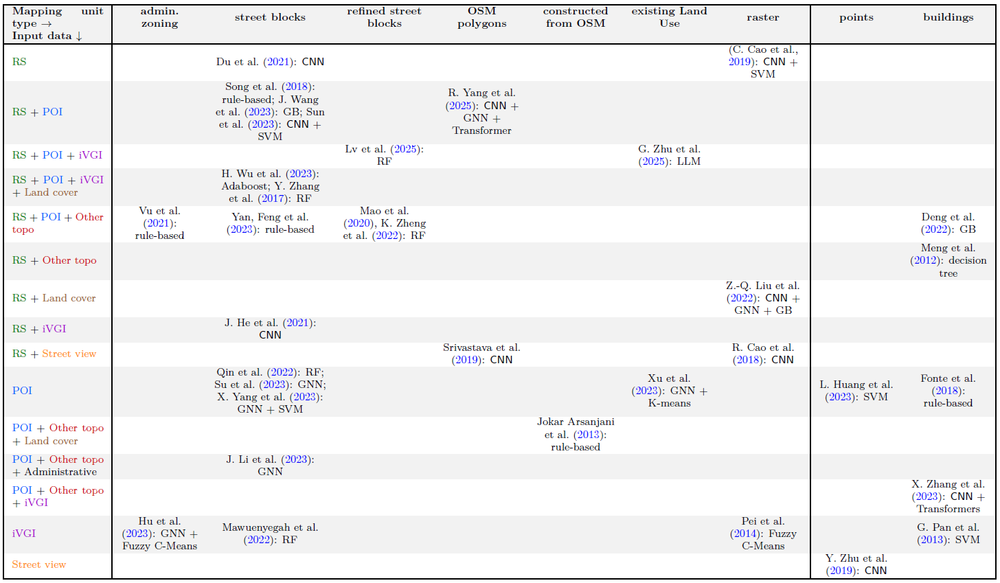 Mapping unit type →
Input data ↓
admin. zoning
street blocks
refined street blocks
OSM polygons
constructed from OSM
existing Land Use
raster
points
buildings
RS
Du et al. (2021): CNN
(C. Cao et al., 2019): CNN + SVM
RS + POI
Song et al. (2018): rule-based; J. Wang et al. (2023): GB; Sun et al. (2023): CNN + SVM
R. Yang et al. (2025): CNN + GNN + Transformer
RS + POI + iVGI
Lv et al. (2025): RF
G. Zhu et al. (2025): LLM
RS + POI + iVGI + Land cover
H. Wu et al. (2023): Adaboost; Y. Zhang et al. (2017): RF
RS + POI + Other topo
Vu et al. (2021): rule-based
Yan, Feng et al. (2023): rule-based
Mao et al. (2020), K. Zheng et al. (2022): RF
Deng et al. (2022): GB
RS + Other topo
Meng et al. (2012): decision tree
RS + Land cover
Z.-Q. Liu et al. (2022): CNN + GNN + GB
RS + iVGI
J. He et al. (2021): CNN
RS + Street view
Srivastava et al. (2019): CNN
R. Cao et al. (2018): CNN
POI
Qin et al. (2022): RF; Su et al. (2023): GNN; X. Yang et al. (2023): GNN + SVM
Xu et al. (2023): GNN + K-means
L. Huang et al. (2023): SVM
Fonte et al. (2018): rule-based
POI + Other topo + Land cover
Jokar Arsanjani et al. (2013): rule-based
POI + Other topo + Administrative
J. Li et al. (2023): GNN
POI + Other topo + iVGI
X. Zhang et al. (2023): CNN + Transformers
iVGI
Hu et al. (2023): GNN + Fuzzy C-Means
Mawuenyegah et al. (2022): RF
Pei et al. (2014): Fuzzy C-Means
G. Pan et al. (2013): SVM
Street view
Y. Zhu et al. (2019): CNN